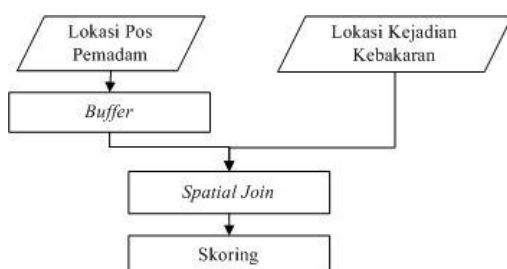 Lokasi Pos
Pemadam
Lokasi Kejadian
Kebakaran
Buffer
Spatial Join
Skoring